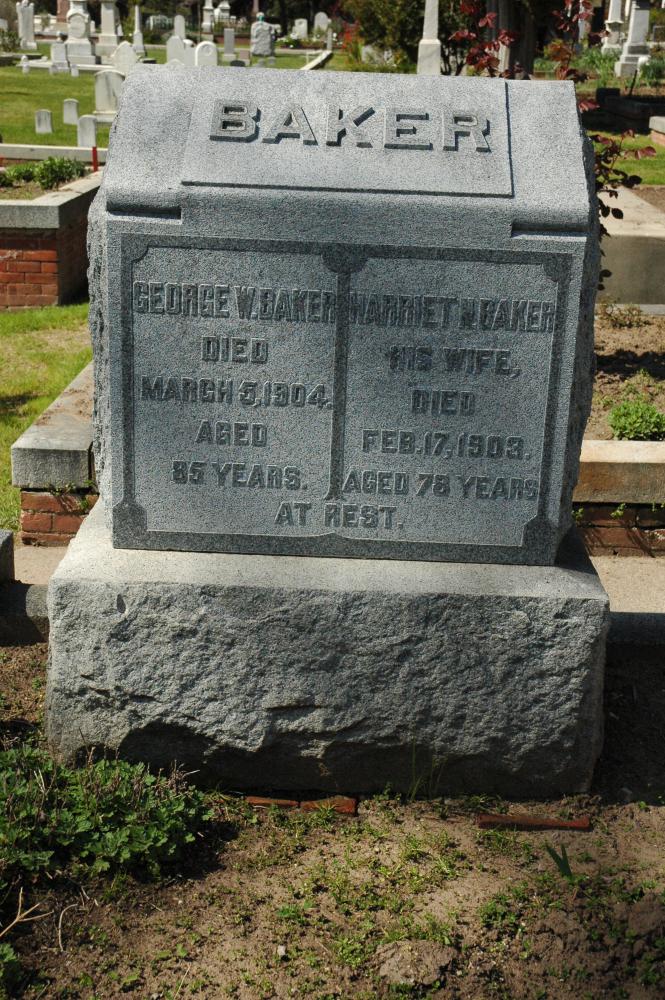 BAKER
GEORGE W. BAKER
DIED
MARCH 5, 1904.
AGED
85 YEARS.
HARRIET N. BAKER
HIS WIFE,
DIED
FEB. 17, 1903.
AGED 78 YEARS
AT REST.